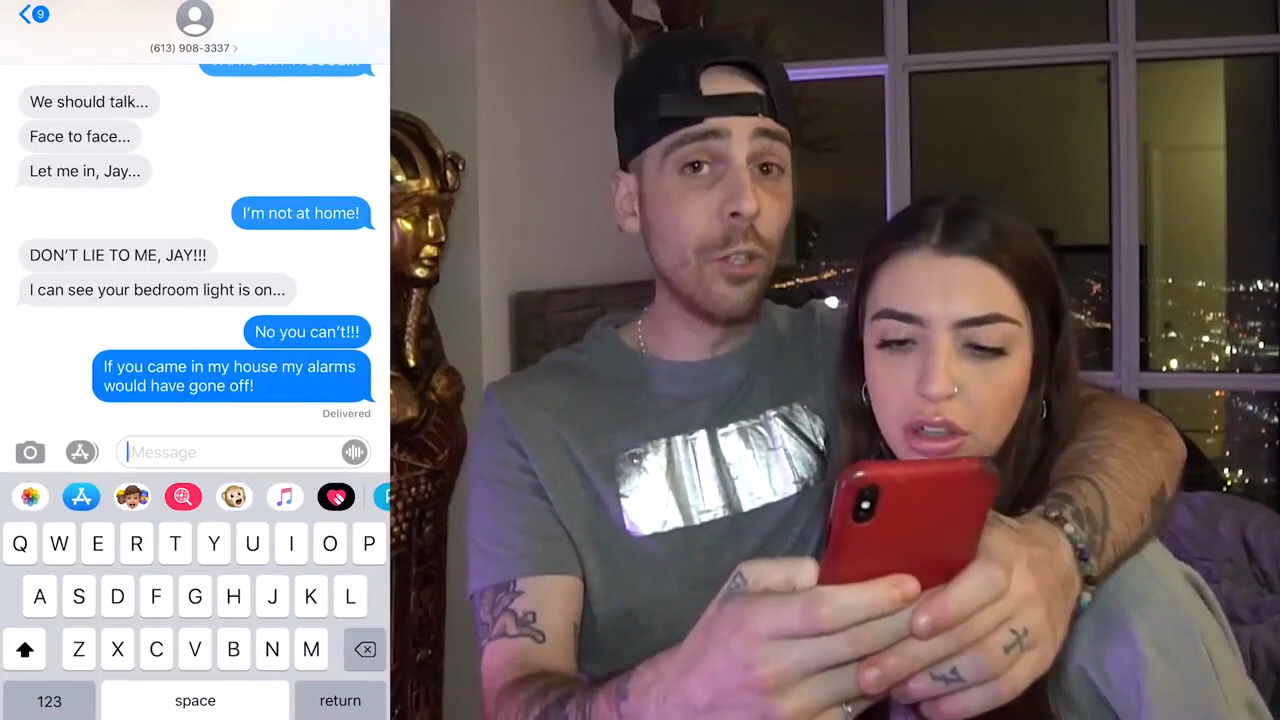 9
(613) 908-3337 >
We should talk...
Face to face...
Let me in, Jay...
I'm not at home!
DON'T LIE TO ME, JAY!!!
I can see your bedroom light is on...
No you can't!!!
If you came in my house my alarms
would have gone off!
Delivered
Message
Q W E R T Y U I O P
A S D F G H J K L
Z X C V B N M
123 space return